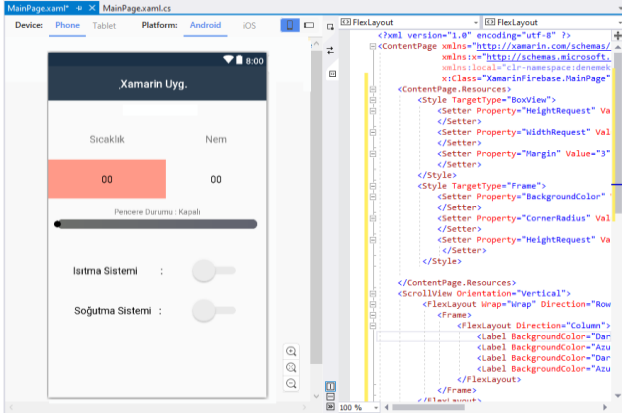 MainPage.xaml* MainPage.xaml.cs
Device: Phone Tablet Platform: Android iOS
8:00
Xamarin Uyg.
Sıcaklık Nem
00 00
Pencere Durumu : Kapalı
Isıtma Sistemi :
Soğutma Sistemi :
FlexLayout FlexLayout
<?xml version="1.0" encoding="utf-8" ?>
<ContentPage xmlns="http://xamarin.com/schemas/
xmlns:x="http://schemas.microsoft.
xmlns:local="clr-namespace:denemek
x:Class="XamarinFirebase.MainPage"
<ContentPage.Resources>
<Style TargetType="BoxView">
<Setter Property="HeightRequest" Va
</Setter>
<Setter Property="WidthRequest" Val
</Setter>
<Setter Property="Margin" Value="3"
</Setter>
</Style>
<Style TargetType="Frame">
<Setter Property="BackgroundColor"
</Setter>
<Setter Property="CornerRadius" Val
</Setter>
<Setter Property="HeightRequest" Va
</Setter>
</Style>
</ContentPage.Resources>
<ScrollView Orientation="Vertical">
<FlexLayout Wrap="Wrap" Direction="Row
<Frame>
<FlexLayout Direction="Column">
<Label BackgroundColor="Dar
<Label BackgroundColor="Azu
<Label BackgroundColor="Dar
<Label BackgroundColor="Azu
</FlexLayout>
</Frame>
</FlexLayout>
100 %